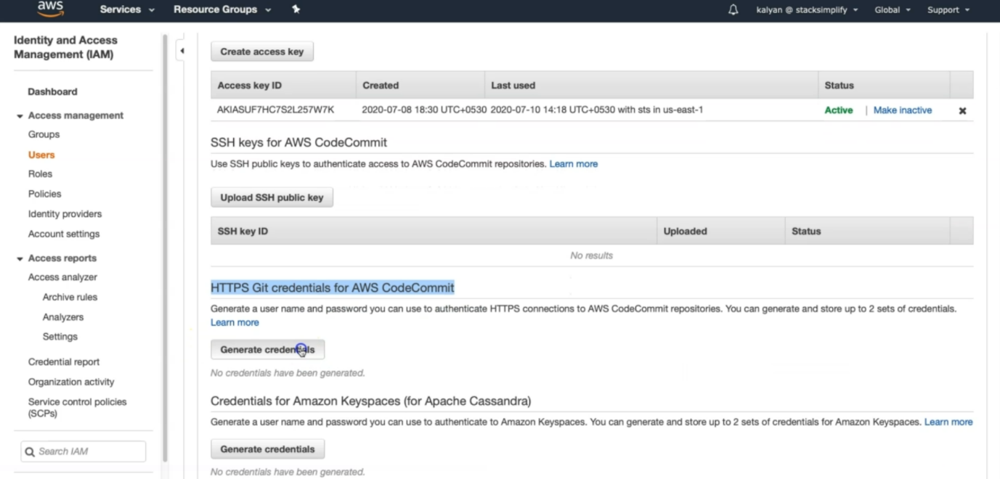 aws
Services
Resource Groups
kalyan @ stacksimplify
Global
Support
Identity and Access
Management (IAM)
Dashboard
Access management
Groups
Users
Roles
Policies
Identity providers
Account settings
Access reports
Access analyzer
Archive rules
Analyzers
Settings
Credential report
Organization activity
Service control policies
(SCPs)
Search IAM
Create access key
Access key ID Created Last used Status
AKIASUF7HC7S2L257W7K 2020-07-08 18:30 UTC+0530 2020-07-10 14:18 UTC+0530 with sts in us-east-1 Active | Make inactive
SSH keys for AWS CodeCommit
Use SSH public keys to authenticate access to AWS CodeCommit repositories. Learn more
Upload SSH public key
SSH key ID Uploaded Status
No results
HTTPS Git credentials for AWS CodeCommit
Generate a user name and password you can use to authenticate HTTPS connections to AWS CodeCommit repositories. You can generate and store up to 2 sets of credentials.
Learn more
Generate credentials
No credentials have been generated.
Credentials for Amazon Keyspaces (for Apache Cassandra)
Generate a user name and password you can use to authenticate to Amazon Keyspaces. You can generate and store up to 2 sets of credentials for Amazon Keyspaces. Learn more
Generate credentials
No credentials have been generated.